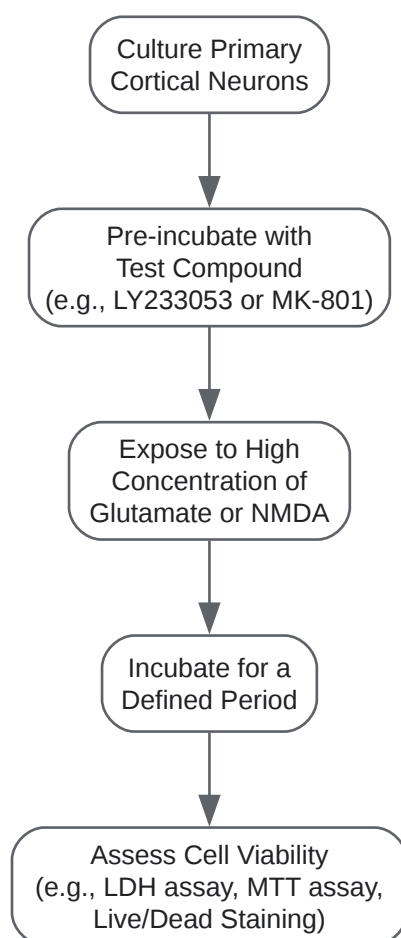 Culture Primary
Cortical Neurons
Pre-incubate with
Test Compound
(e.g., LY233053 or MK-801)
Expose to High
Concentration of
Glutamate or NMDA
Incubate for a
Defined Period
Assess Cell Viability
(e.g., LDH assay, MTT assay,
Live/Dead Staining)